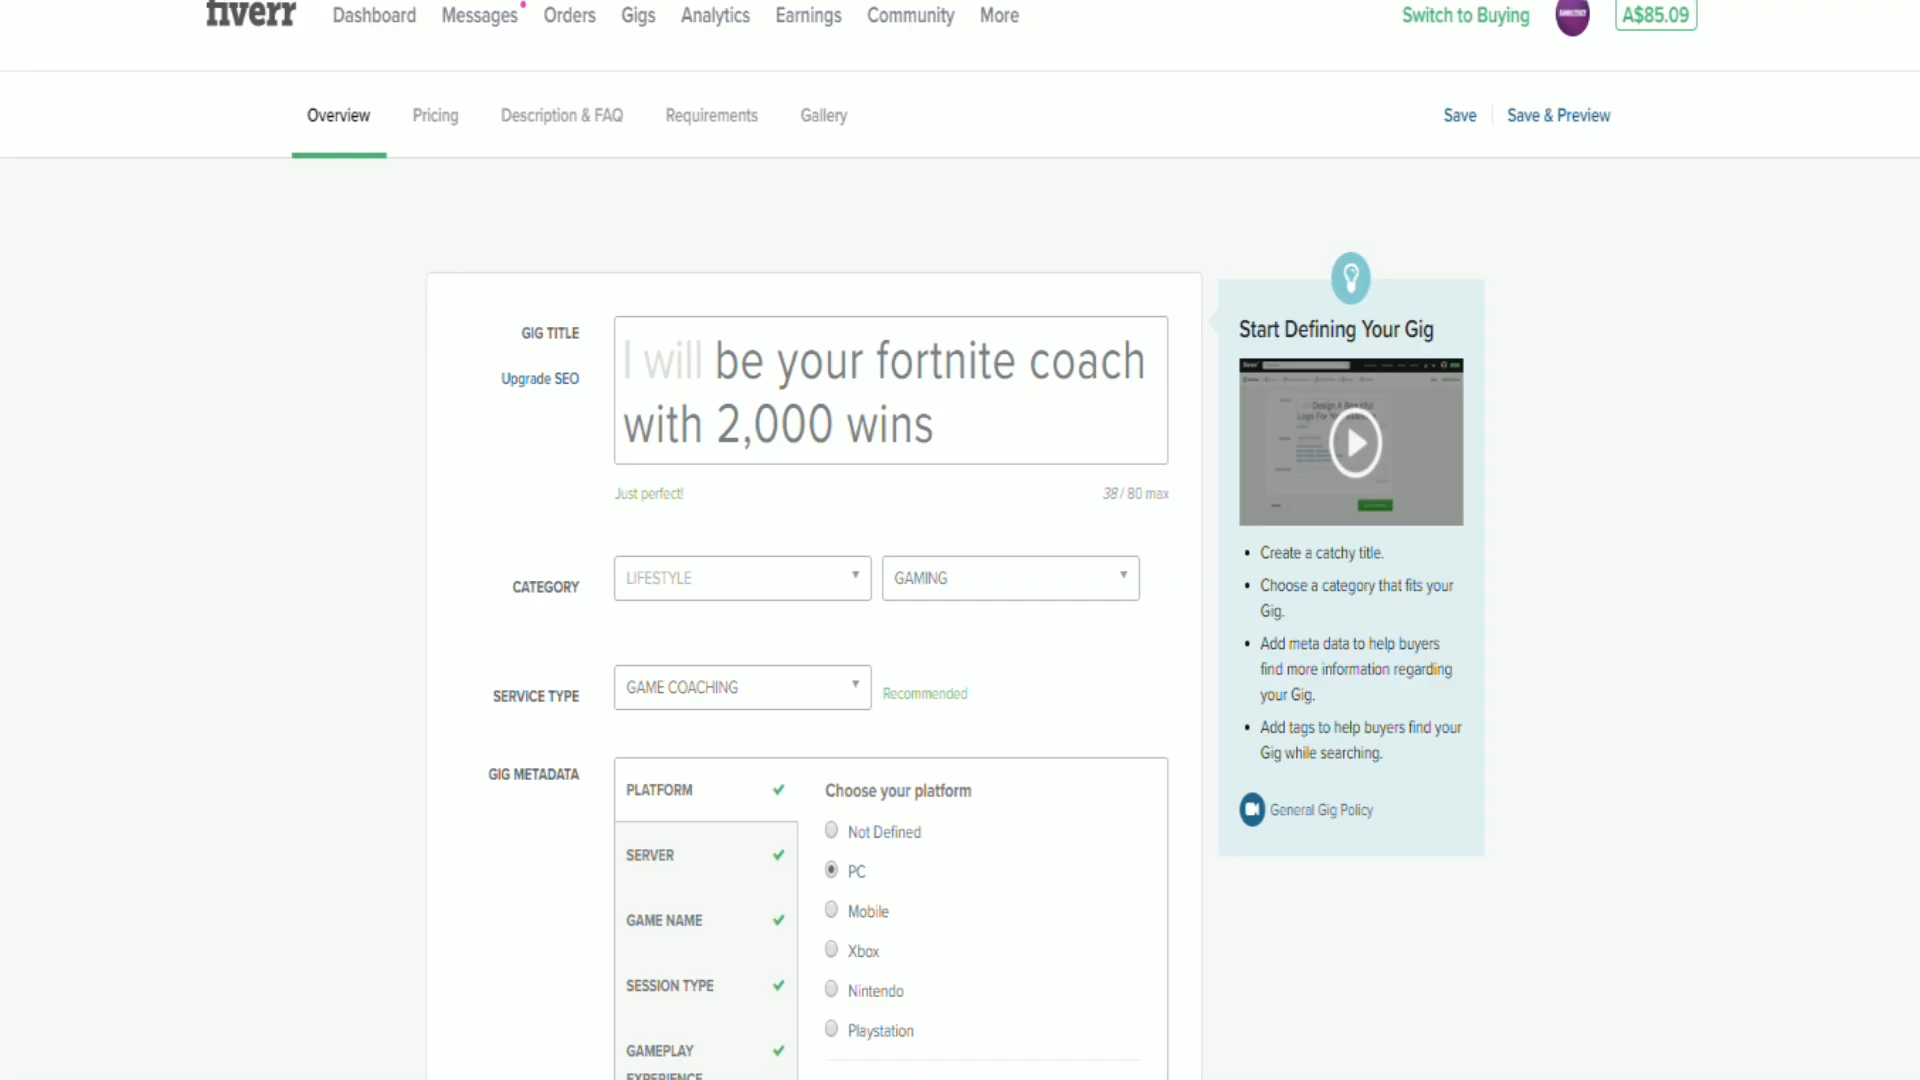 fiverr Dashboard Messages Orders Gigs Analytics Earnings Community More Switch to Buying A$85.09
Overview Pricing Description & FAQ Requirements Gallery Save Save & Preview
GIG TITLE
Upgrade SEO
I will be your fortnite coach
with 2,000 wins
Just perfect! 38 / 80 max
CATEGORY LIFESTYLE GAMING
SERVICE TYPE GAME COACHING Recommended
GIG METADATA
PLATFORM
SERVER
GAME NAME
SESSION TYPE
GAMEPLAY
EXPERIENCE
Choose your platform
Not Defined
PC
Mobile
Xbox
Nintendo
Playstation
Start Defining Your Gig
• Create a catchy title.
• Choose a category that fits your
Gig.
• Add meta data to help buyers
find more information regarding
your Gig.
• Add tags to help buyers find your
Gig while searching.
General Gig Policy